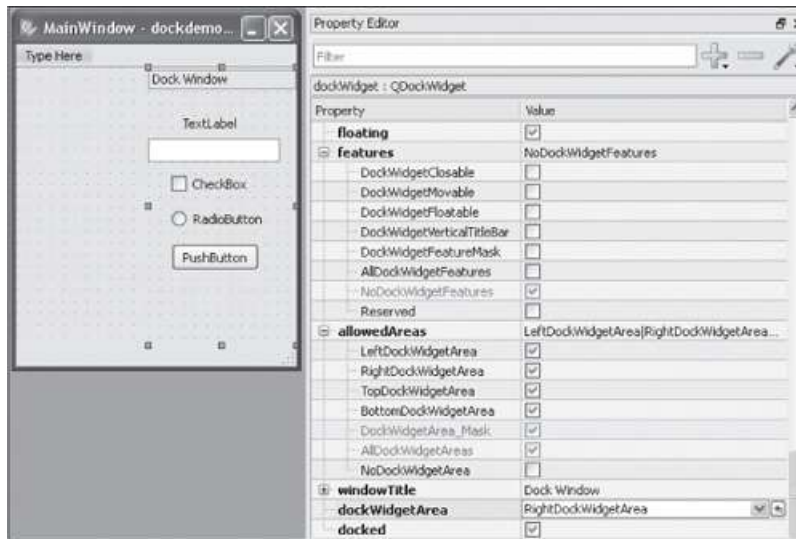 MainWindow - dockdemo...
Type Here
Dock Window
TextLabel
CheckBox
RadioButton
PushButton
Property Editor
Filter
dockWidget : QDockWidget
Property Value
floating
features NoDockWidgetFeatures
DockWidgetClosable
DockWidgetMovable
DockWidgetFloatable
DockWidgetVerticalTitleBar
DockWidgetFeatureMask
AllDockWidgetFeatures
NoDockWidgetFeatures
Reserved
allowedAreas LeftDockWidgetArea|RightDockWidgetArea...
LeftDockWidgetArea
RightDockWidgetArea
TopDockWidgetArea
BottomDockWidgetArea
DockWidgetArea_Mask
AllDockWidgetAreas
NoDockWidgetArea
windowTitle Dock Window
dockWidgetArea RightDockWidgetArea
docked